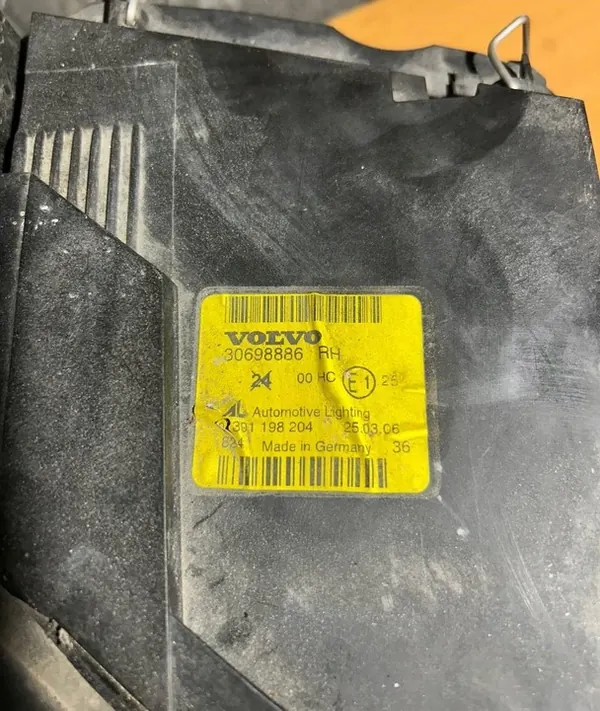 VOLVO
30698886 RH
24 00 HC E1 25
AL Automotive Lighting
391 198 204 25.03.06
Made in Germany 36